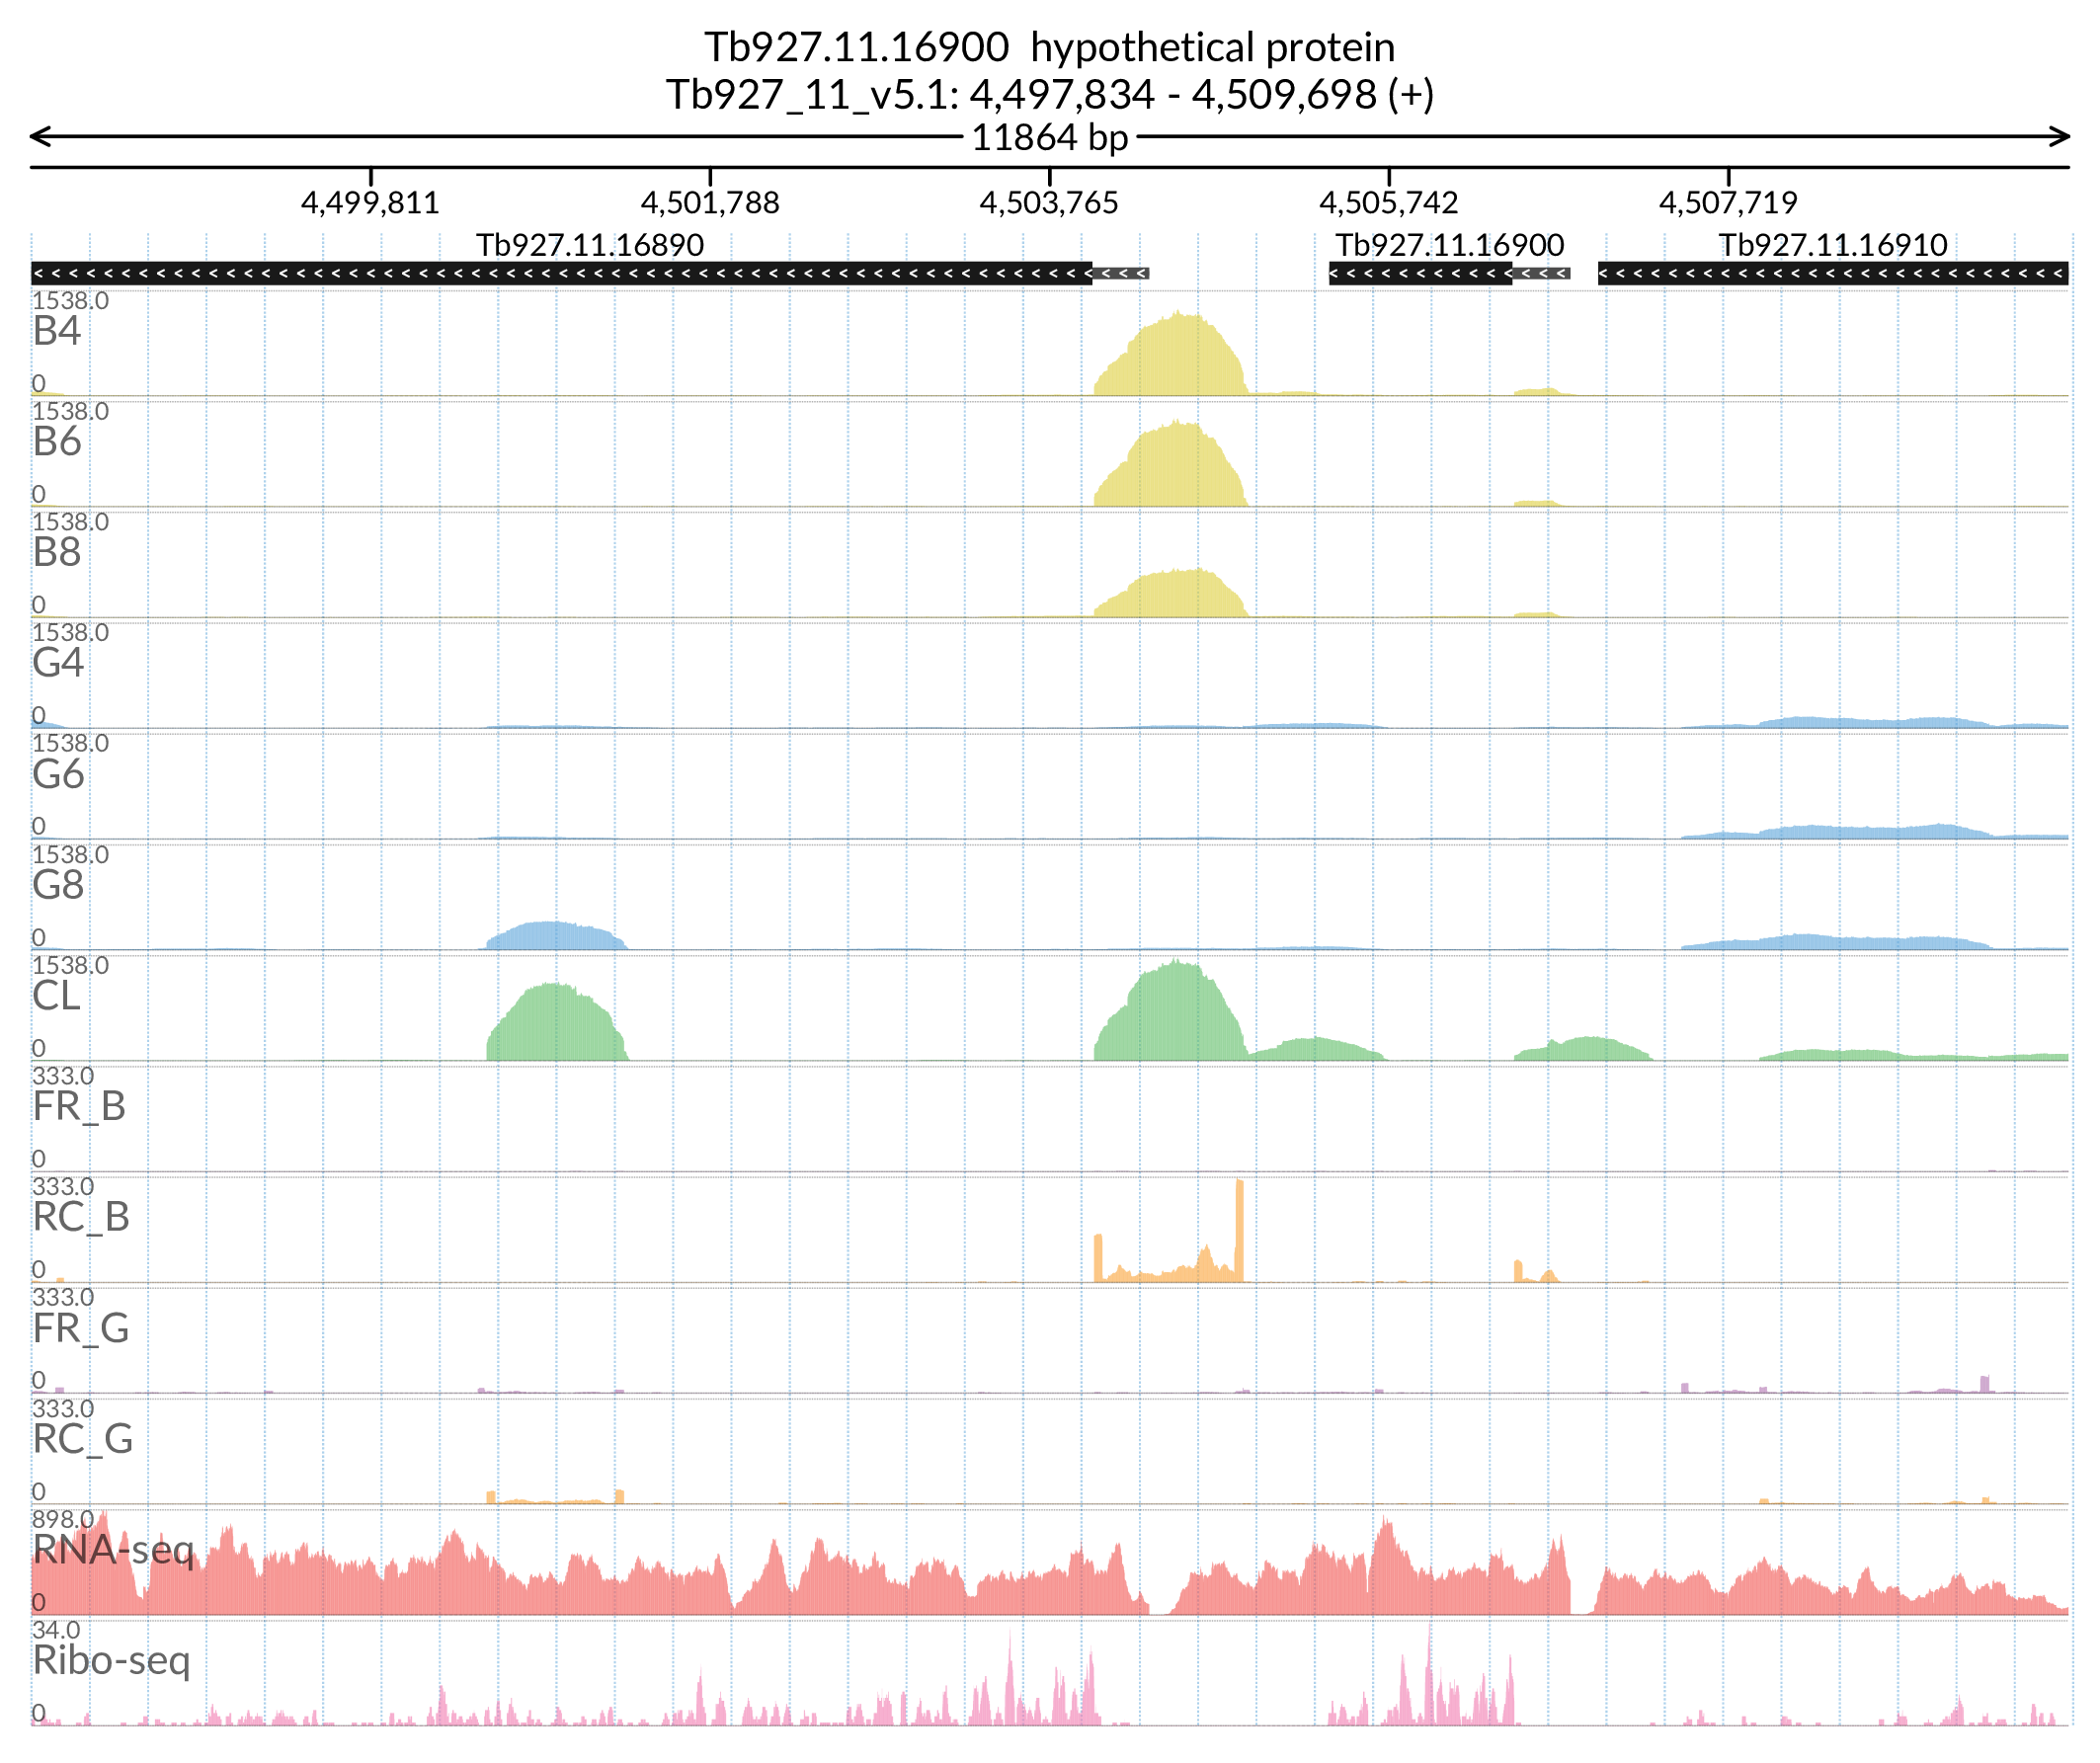 Tb927.11.16900 hypothetical protein
Tb927_11_v5.1: 4,497,834 - 4,509,698 (+)
11864 bp
4,499,811 4,501,788 4,503,765 4,505,742 4,507,719
Tb927.11.16890 Tb927.11.16900 Tb927.11.16910
1538.0
B4
0
1538.0
B6
0
1538.0
B8
0
1538.0
G4
0
1538.0
G6
0
1538.0
G8
0
1538.0
CL
0
333.0
FR_B
0
333.0
RC_B
0
333.0
FR_G
0
333.0
RC_G
0
898.0
RNA-seq
0
34.0
Ribo-seq
0